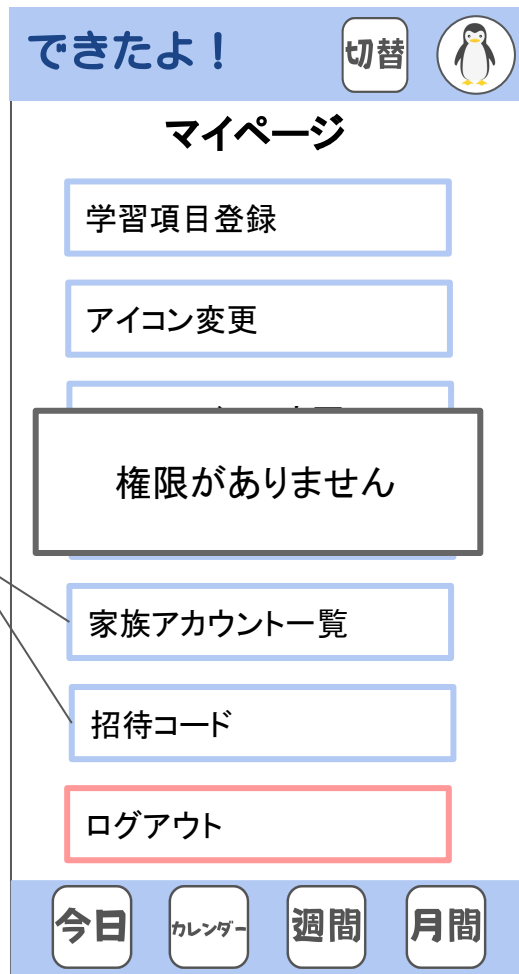 できたよ！
切替
マイページ
学習項目登録
アイコン変更
権限がありません
家族アカウント一覧
招待コード
ログアウト
今日
カレンダー
週間
月間